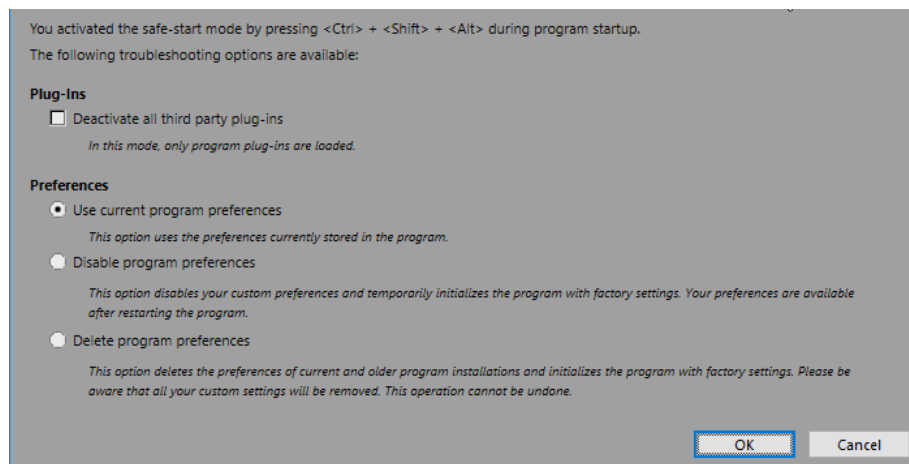 You activated the safe-start mode by pressing <Ctrl> + <Shift> + <Alt> during program startup.
The following troubleshooting options are available:
Plug-Ins
Deactivate all third party plug-ins
In this mode, only program plug-ins are loaded.
Preferences
Use current program preferences
This option uses the preferences currently stored in the program.
Disable program preferences
This option disables your custom preferences and temporarily initializes the program with factory settings. Your preferences are available
after restarting the program.
Delete program preferences
This option deletes the preferences of current and older program installations and initializes the program with factory settings. Please be
aware that all your custom settings will be removed. This operation cannot be undone.
OK Cancel